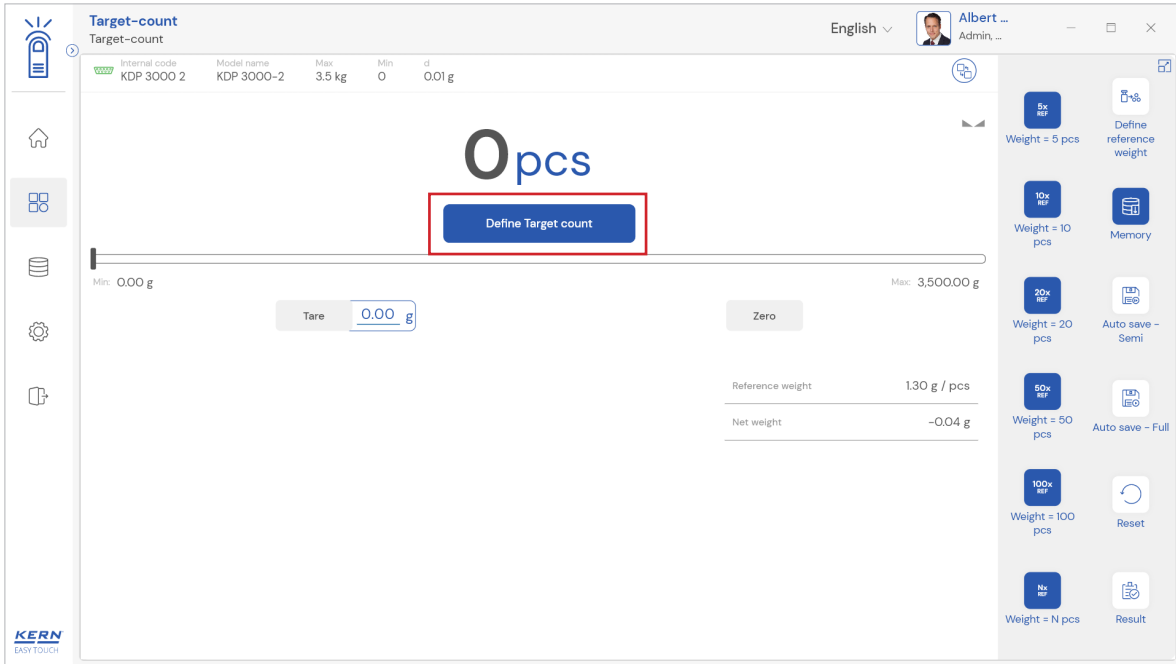 Target-count
Target-count
English
Albert ...
Admin, ...
Internal code
KDP 3000 2
Model name
KDP 3000-2
Max
3.5 kg
Min
0
d
0.01 g
0 pcs
Define Target count
Min: 0.00 g
Max: 3,500.00 g
Tare
0.00 g
Zero
Reference weight
1.30 g / pcs
Net weight
-0.04 g
5x
REF
Weight = 5 pcs
Define
reference
weight
10x
REF
Weight = 10
pcs
Memory
20x
REF
Weight = 20
pcs
Auto save -
Semi
50x
REF
Weight = 50
pcs
Auto save - Full
100x
REF
Weight = 100
pcs
Reset
Nx
REF
Weight = N pcs
Result
KERN
EASY TOUCH